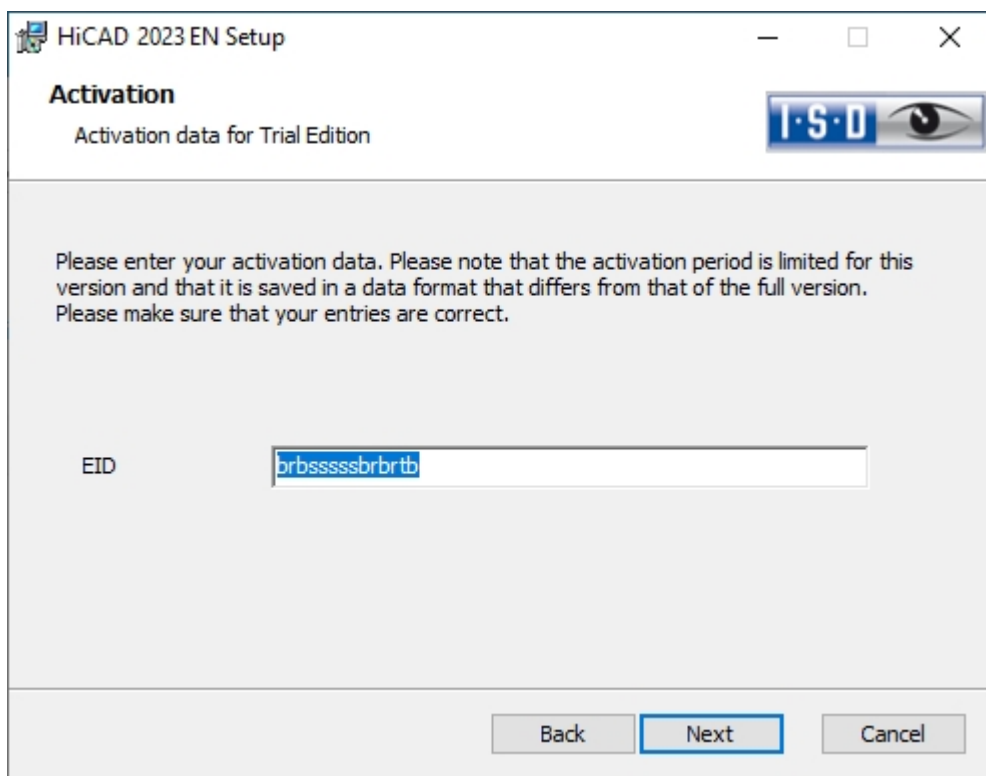 HiCAD 2023 EN Setup
Activation
Activation data for Trial Edition
I·S·D
Please enter your activation data. Please note that the activation period is limited for this
version and that it is saved in a data format that differs from that of the full version.
Please make sure that your entries are correct.
EID brbsssssbrbrtb
Back Next Cancel